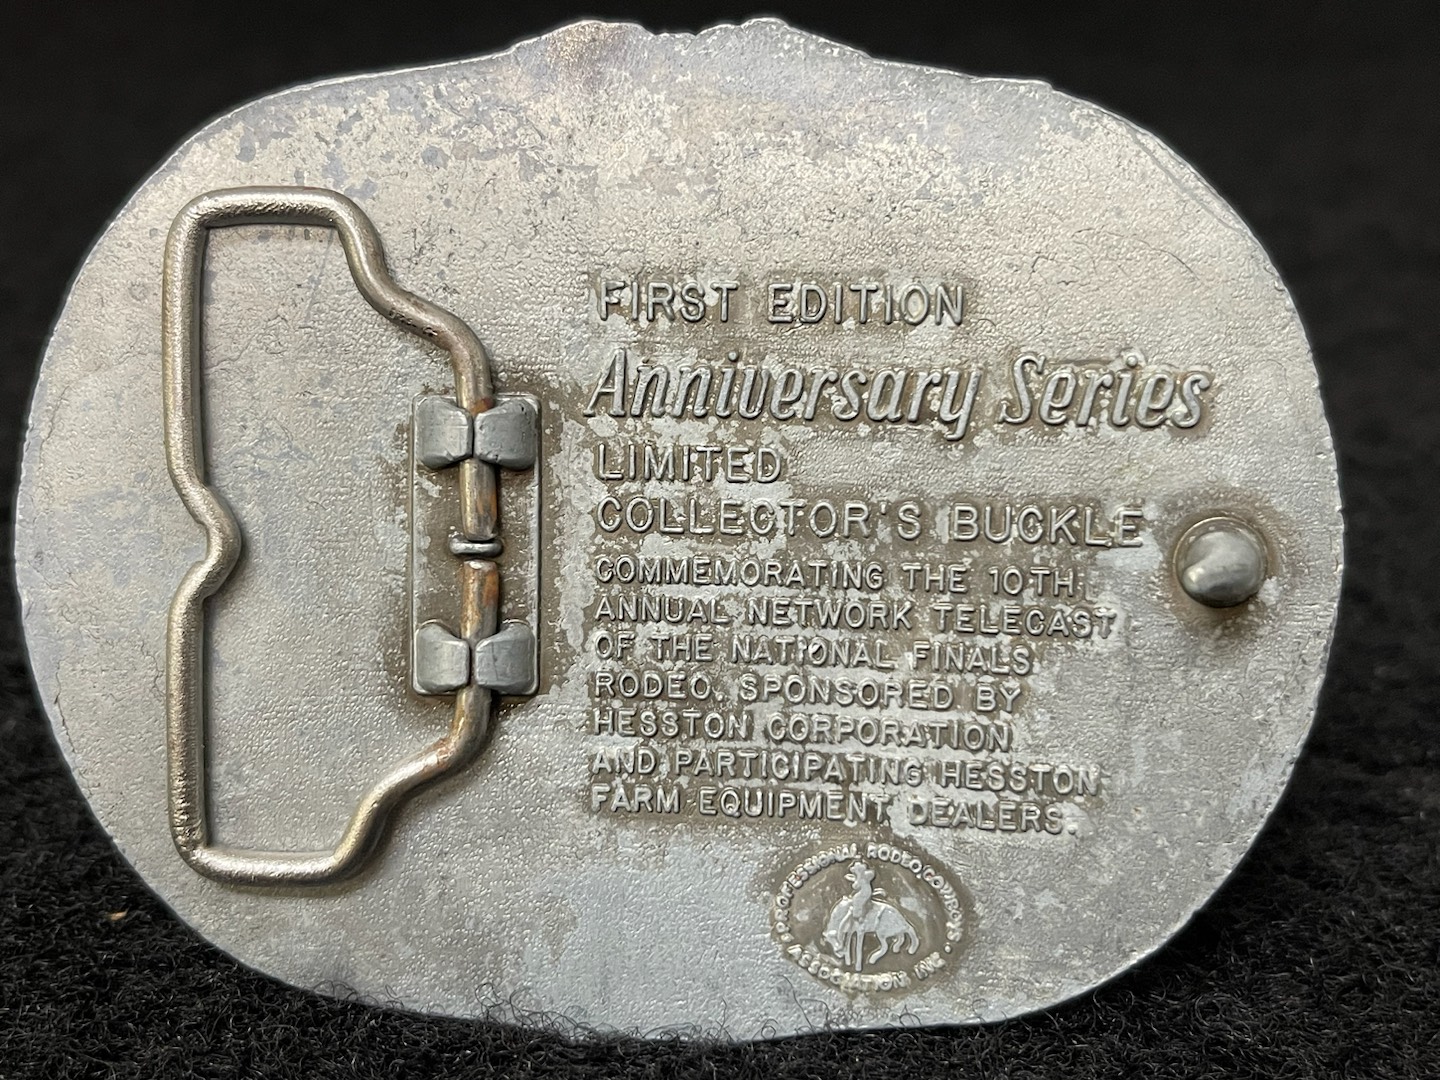 FIRST EDITION
Anniversary Series
LIMITED
COLLECTOR'S BUCKLE
COMMEMORATING THE 10TH
ANNUAL NETWORK TELECAST
OF THE NATIONAL FINALS
RODEO. SPONSORED BY
HESSTON CORPORATION
AND PARTICIPATING HESSTON
FARM EQUIPMENT DEALERS.
PROFESSIONAL RODEO COWBOYS
ASSOCIATION INC